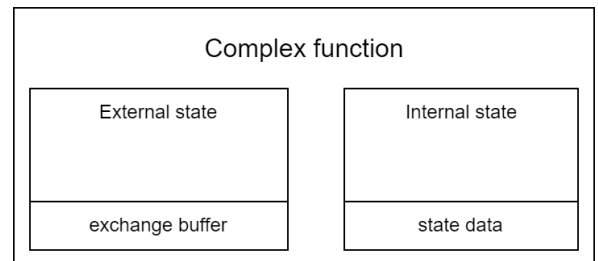 Complex function
External state
Internal state
exchange buffer
state data